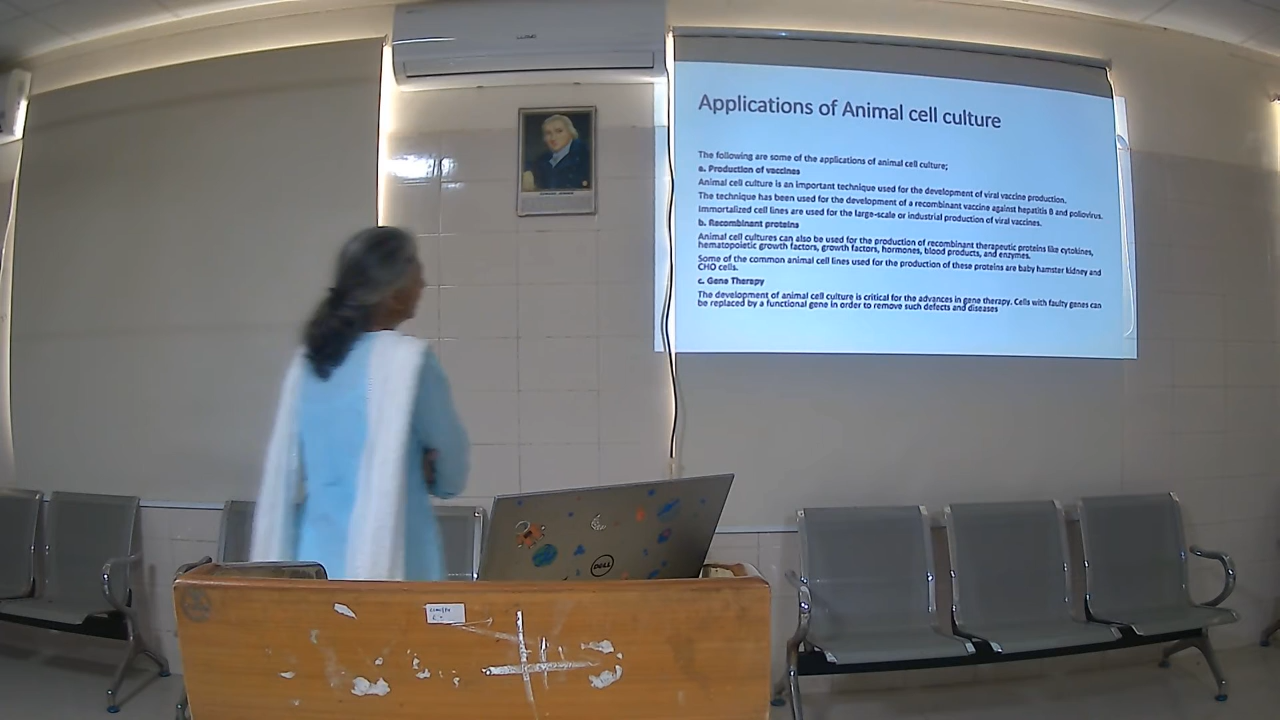 Applications of Animal cell culture
The following are some of the applications of animal cell culture;
a. Production of vaccines
Animal cell culture is an important technique used for the development of viral vaccine production.
The technique has been used for the development of a recombinant vaccine against hepatitis B and poliovirus.
Immortalized cell lines are used for the large-scale or industrial production of viral vaccines.
b. Recombinant proteins
Animal cell cultures can also be used for the production of recombinant therapeutic proteins like cytokines,
hematopoietic growth factors, growth factors, hormones, blood products, and enzymes.
Some of the common animal cell lines used for the production of these proteins are baby hamster kidney and
CHO cells.
c. Gene Therapy
The development of animal cell culture is critical for the advances in gene therapy. Cells with faulty genes can
be replaced by a functional gene in order to remove such defects and diseases
DELL